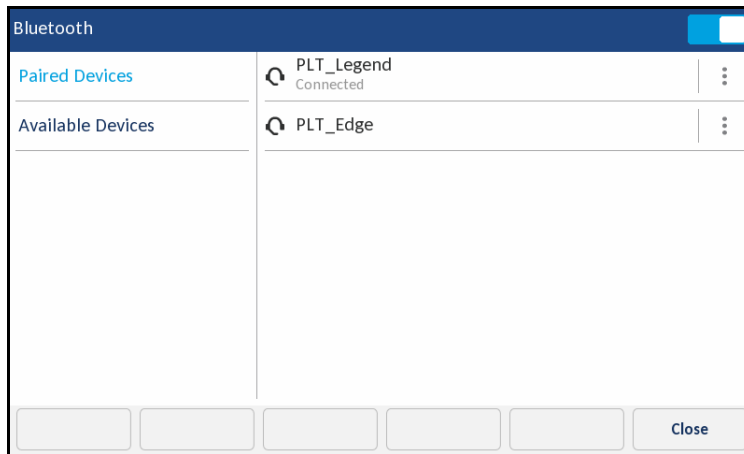 Bluetooth
Paired Devices
PLT_Legend
Connected
Available Devices
PLT_Edge
Close